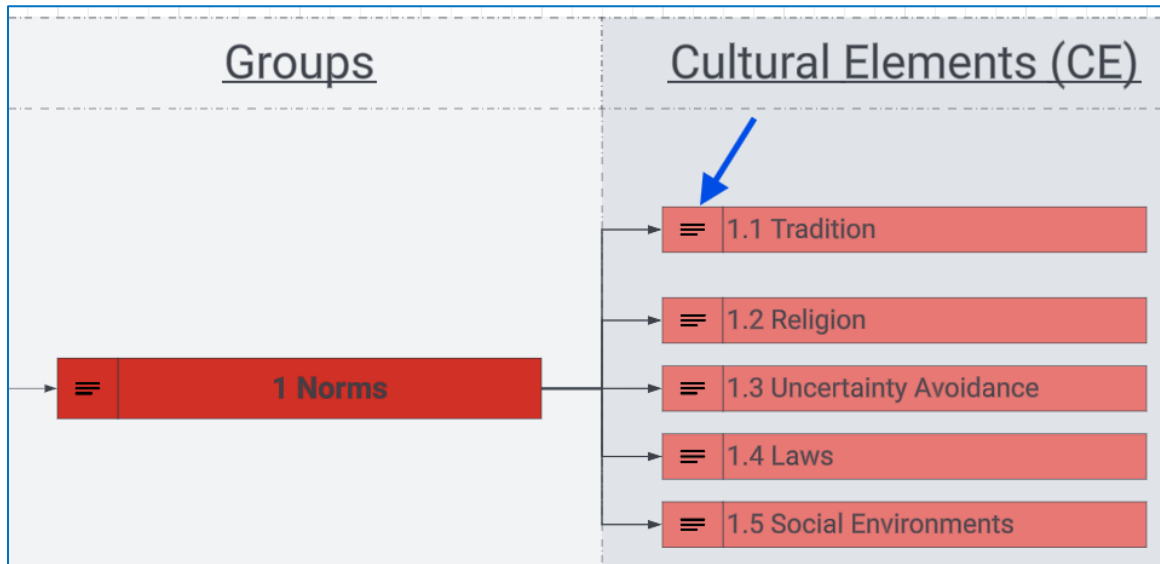 Groups
Cultural Elements (CE)
1.1 Tradition
1.2 Religion
1 Norms
1.3 Uncertainty Avoidance
1.4 Laws
1.5 Social Environments